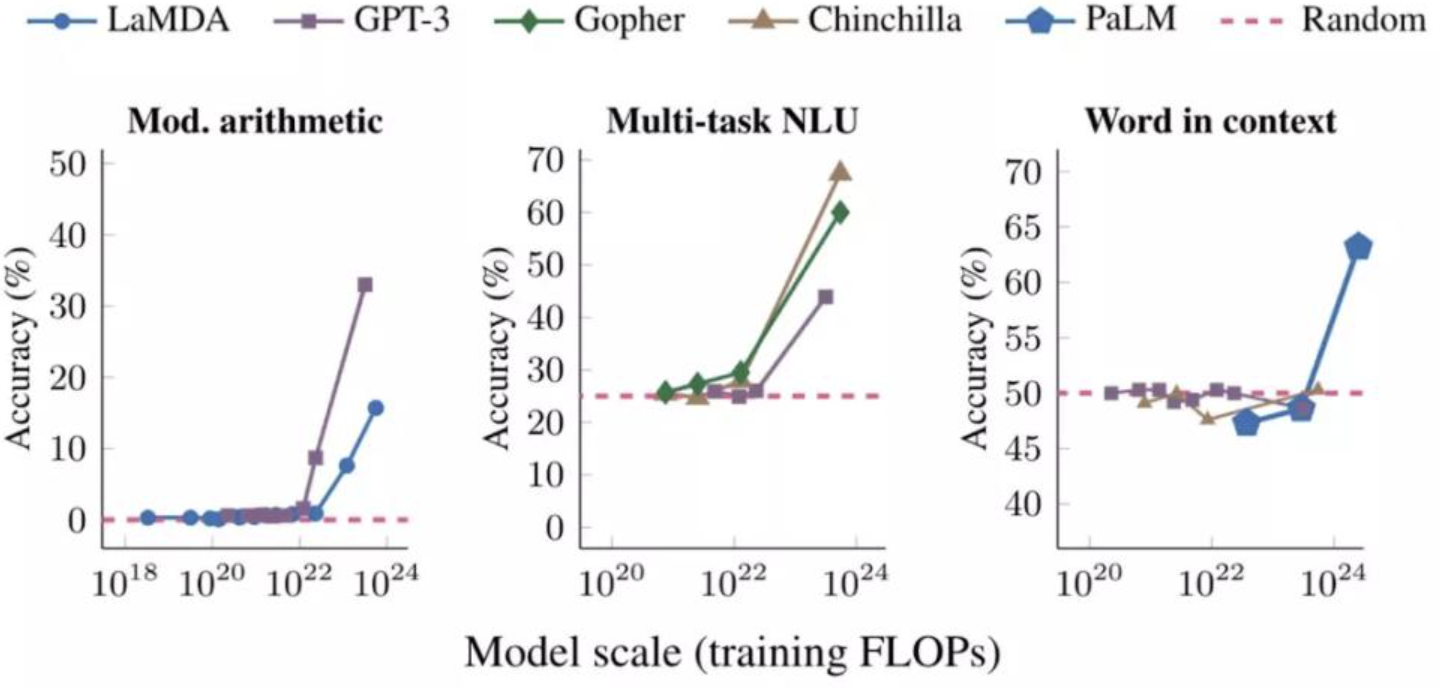 LaMDA GPT-3 Gopher Chinchilla PaLM Random
Mod. arithmetic
Accuracy (%)
50
40
30
20
10
0
10^18 10^20 10^22 10^24
Multi-task NLU
Accuracy (%)
70
60
50
40
30
20
10
0
10^20 10^22 10^24
Word in context
Accuracy (%)
70
65
60
55
50
45
40
10^20 10^22 10^24
Model scale (training FLOPs)